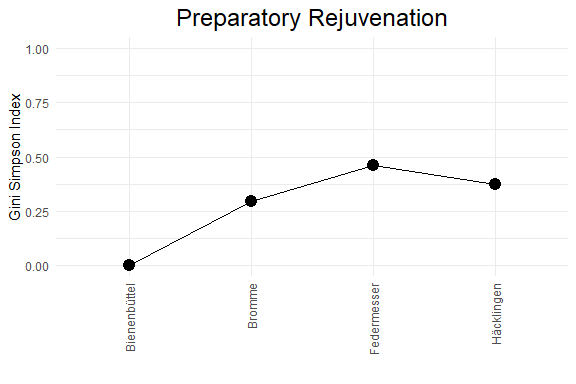 Preparatory Rejuvenation
Gini Simpson Index
1.00
0.75
0.50
0.25
0.00
Bienenbüttel
Bromme
Federmesser
Häcklingen